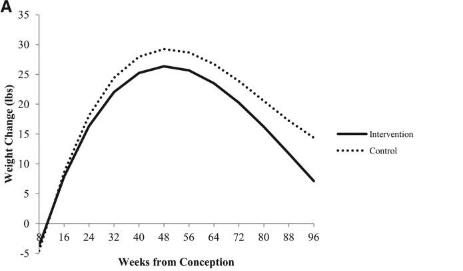 A
35
30
25
20
15
10
5
0
-5
Weight Change (lbs)
8 16 24 32 40 48 56 64 72 80 88 96
Weeks from Conception
Intervention
Control